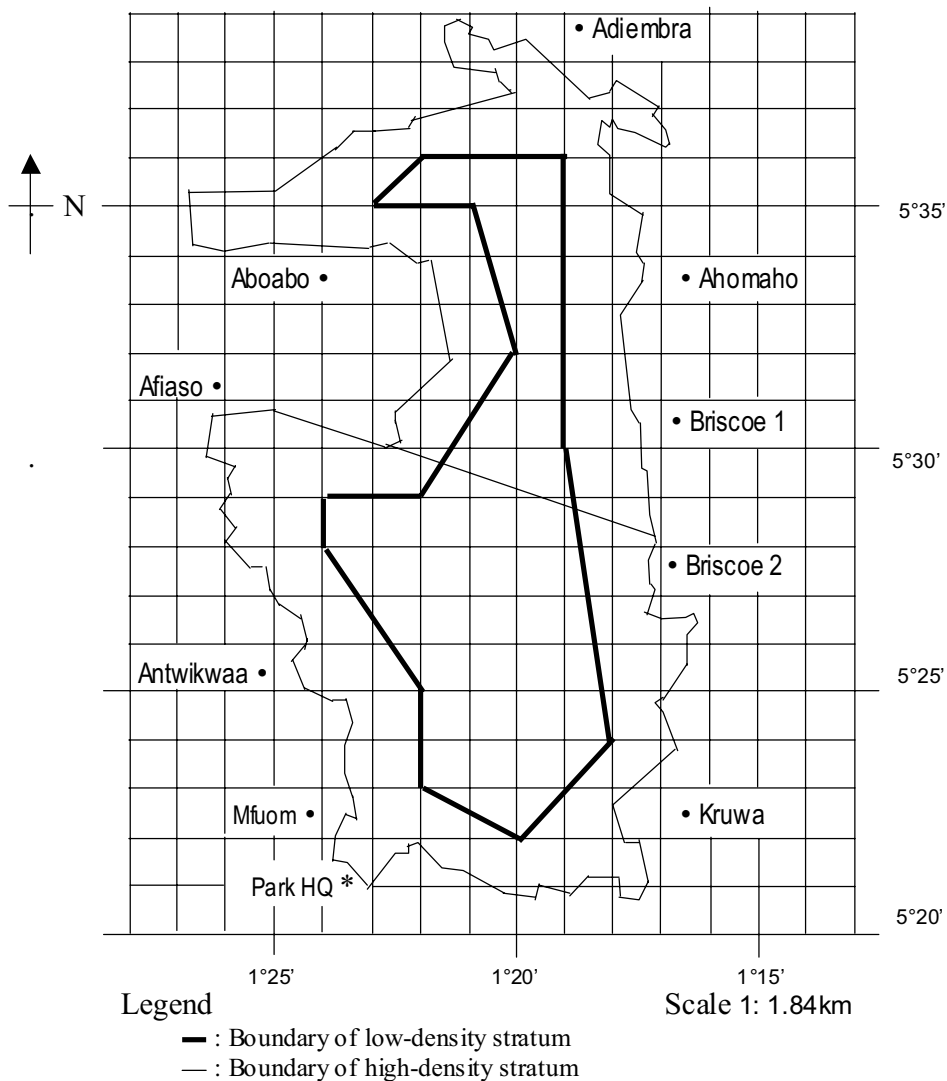 • Adiembra
N
5°35’
Aboabo •
• Ahomaho
Afiaso •
• Briscoe 1
5°30’
• Briscoe 2
Antwikwaa •
5°25’
Mfuom •
• Kruwa
Park HQ *
5°20’
1°25’ 1°20’ 1°15’
Legend Scale 1: 1.84km
: Boundary of low-density stratum
: Boundary of high-density stratum